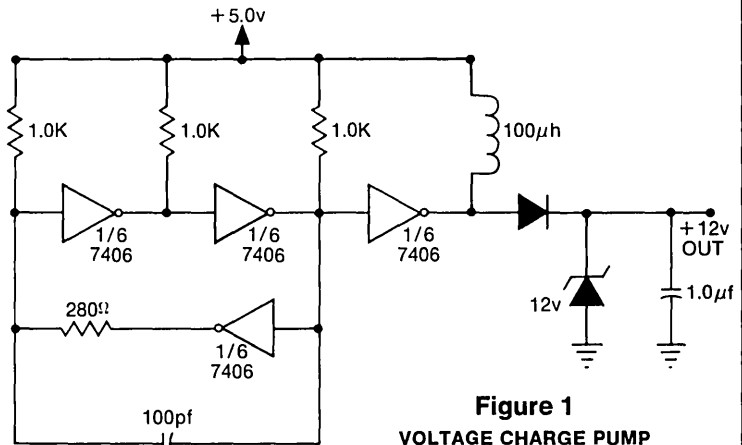 +5.0v
1.0K
1.0K
1.0K
100μh
1/6
7406
1/6
7406
1/6
7406
+12v
OUT
280Ω
1/6
7406
12v
1.0μf
100pf
Figure 1
VOLTAGE CHARGE PUMP